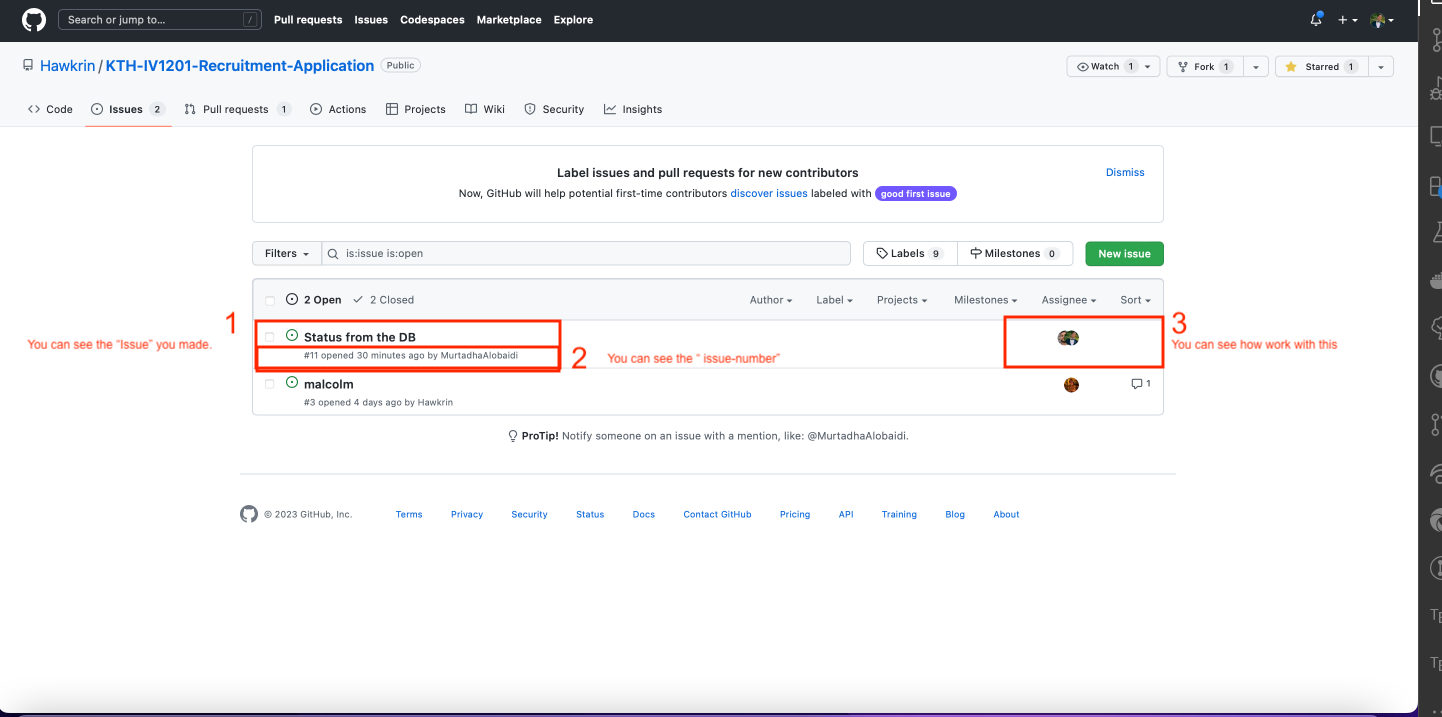 Search or jump to... /
Pull requests Issues Codespaces Marketplace Explore
Hawkrin / KTH-IV1201-Recruitment-Application Public
Watch 1 Fork 1 Starred 1
Code Issues 2 Pull requests 1 Actions Projects Wiki Security Insights
Label issues and pull requests for new contributors
Dismiss
Now, GitHub will help potential first-time contributors discover issues labeled with good first issue
Filters is:issue is:open Labels 9 Milestones 0 New issue
2 Open 2 Closed Author Label Projects Milestones Assignee Sort
1
You can see the “Issue” you made.
Status from the DB
#11 opened 30 minutes ago by MurtadhaAlobaidi
2
You can see the “ issue-number”
3
You can see how work with this
malcolm
1
#3 opened 4 days ago by Hawkrin
ProTip! Notify someone on an issue with a mention, like: @MurtadhaAlobaidi.
© 2023 GitHub, Inc. Terms Privacy Security Status Docs Contact GitHub Pricing API Training Blog About